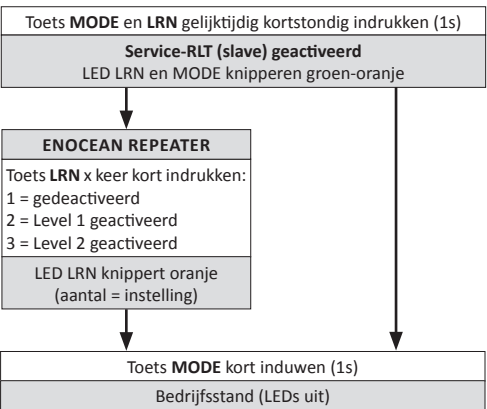 Toets MODE en LRN gelijktijdig kortstondig indrukken (1s)
Service-RLT (slave) geactiveerd
LED LRN en MODE knipperen groen-oranje
ENOCEAN REPEATER
Toets LRN x keer kort indrukken:
1 = gedeactiveerd
2 = Level 1 geactiveerd
3 = Level 2 geactiveerd
LED LRN knippert oranje
(aantal = instelling)
Toets MODE kort induwen (1s)
Bedrijfsstand (LEDs uit)